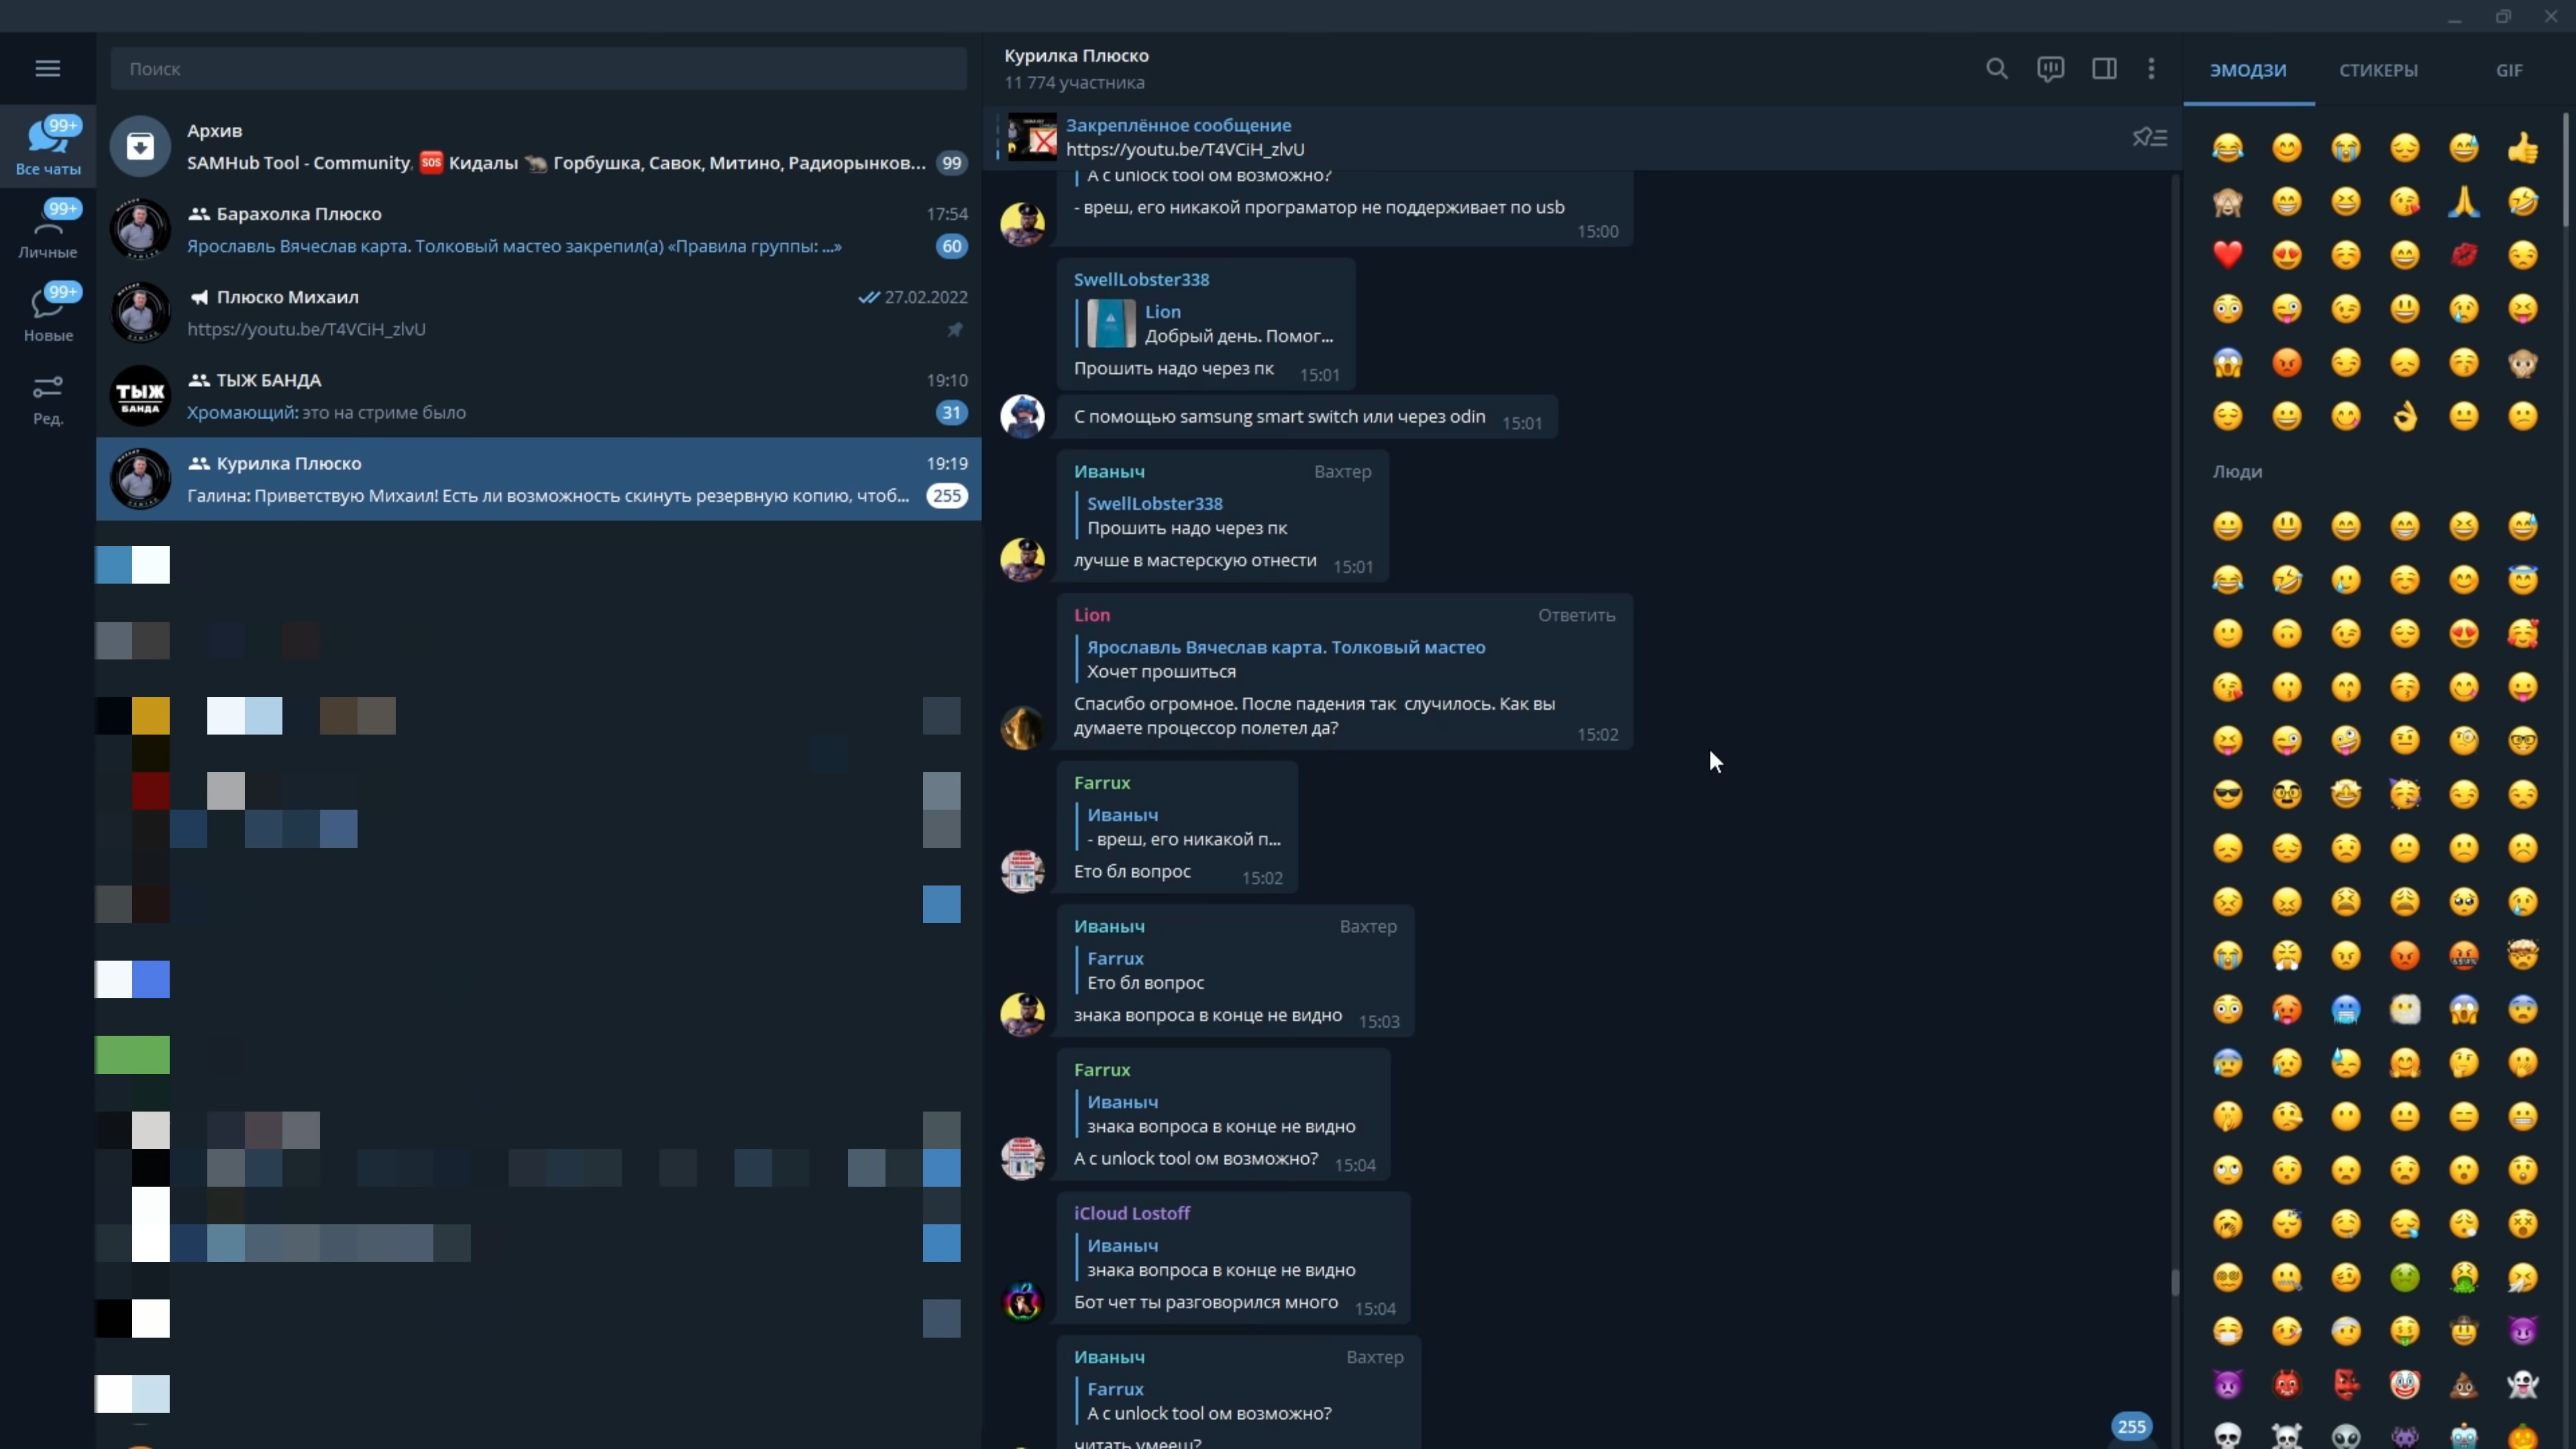 Поиск
99+
Все чаты
99+
Личные
99+
Новые
Ред.
Архив
SAMHub Tool - Community, SOS Кидалы Горбушка, Савок, Митино, Радиорынков... 99
Барахолка Плюско 17:54
Ярославль Вячеслав карта. Толковый мастео закрепил(а) «Правила группы: ...» 60
Плюско Михаил 27.02.2022
https://youtu.be/T4VCiH_zlvU
ТЫЖ БАНДА
ТЫЖ БАНДА 19:10
Хромающий: это на стриме было 31
Курилка Плюско 19:19
Галина: Приветствую Михаил! Есть ли возможность скинуть резервную копию, чтоб... 255
Курилка Плюско
11 774 участника
Закреплённое сообщение
https://youtu.be/T4VCiH_zlvU
А с unlock tool ом возможно?
- вреш, его никакой програматор не поддерживает по usb
15:00
SwellLobster338
Lion
Добрый день. Помог...
Прошить надо через пк 15:01
С помощью samsung smart switch или через odin 15:01
Иваныч Вахтер
SwellLobster338
Прошить надо через пк
лучше в мастерскую отнести 15:01
Lion Ответить
Ярославль Вячеслав карта. Толковый мастео
Хочет прошиться
Спасибо огромное. После падения так случилось. Как вы
думаете процессор полетел да? 15:02
Farrux
Иваныч
- вреш, его никакой п...
Ето бл вопрос 15:02
Иваныч Вахтер
Farrux
Ето бл вопрос
знака вопроса в конце не видно 15:03
Farrux
Иваныч
знака вопроса в конце не видно
А с unlock tool ом возможно? 15:04
iCloud Lostoff
Иваныч
знака вопроса в конце не видно
Бот чет ты разговорился много 15:04
Иваныч Вахтер
Farrux
А с unlock tool ом возможно?
читать умееш?
255
ЭМОДЗИ СТИКЕРЫ GIF
Люди